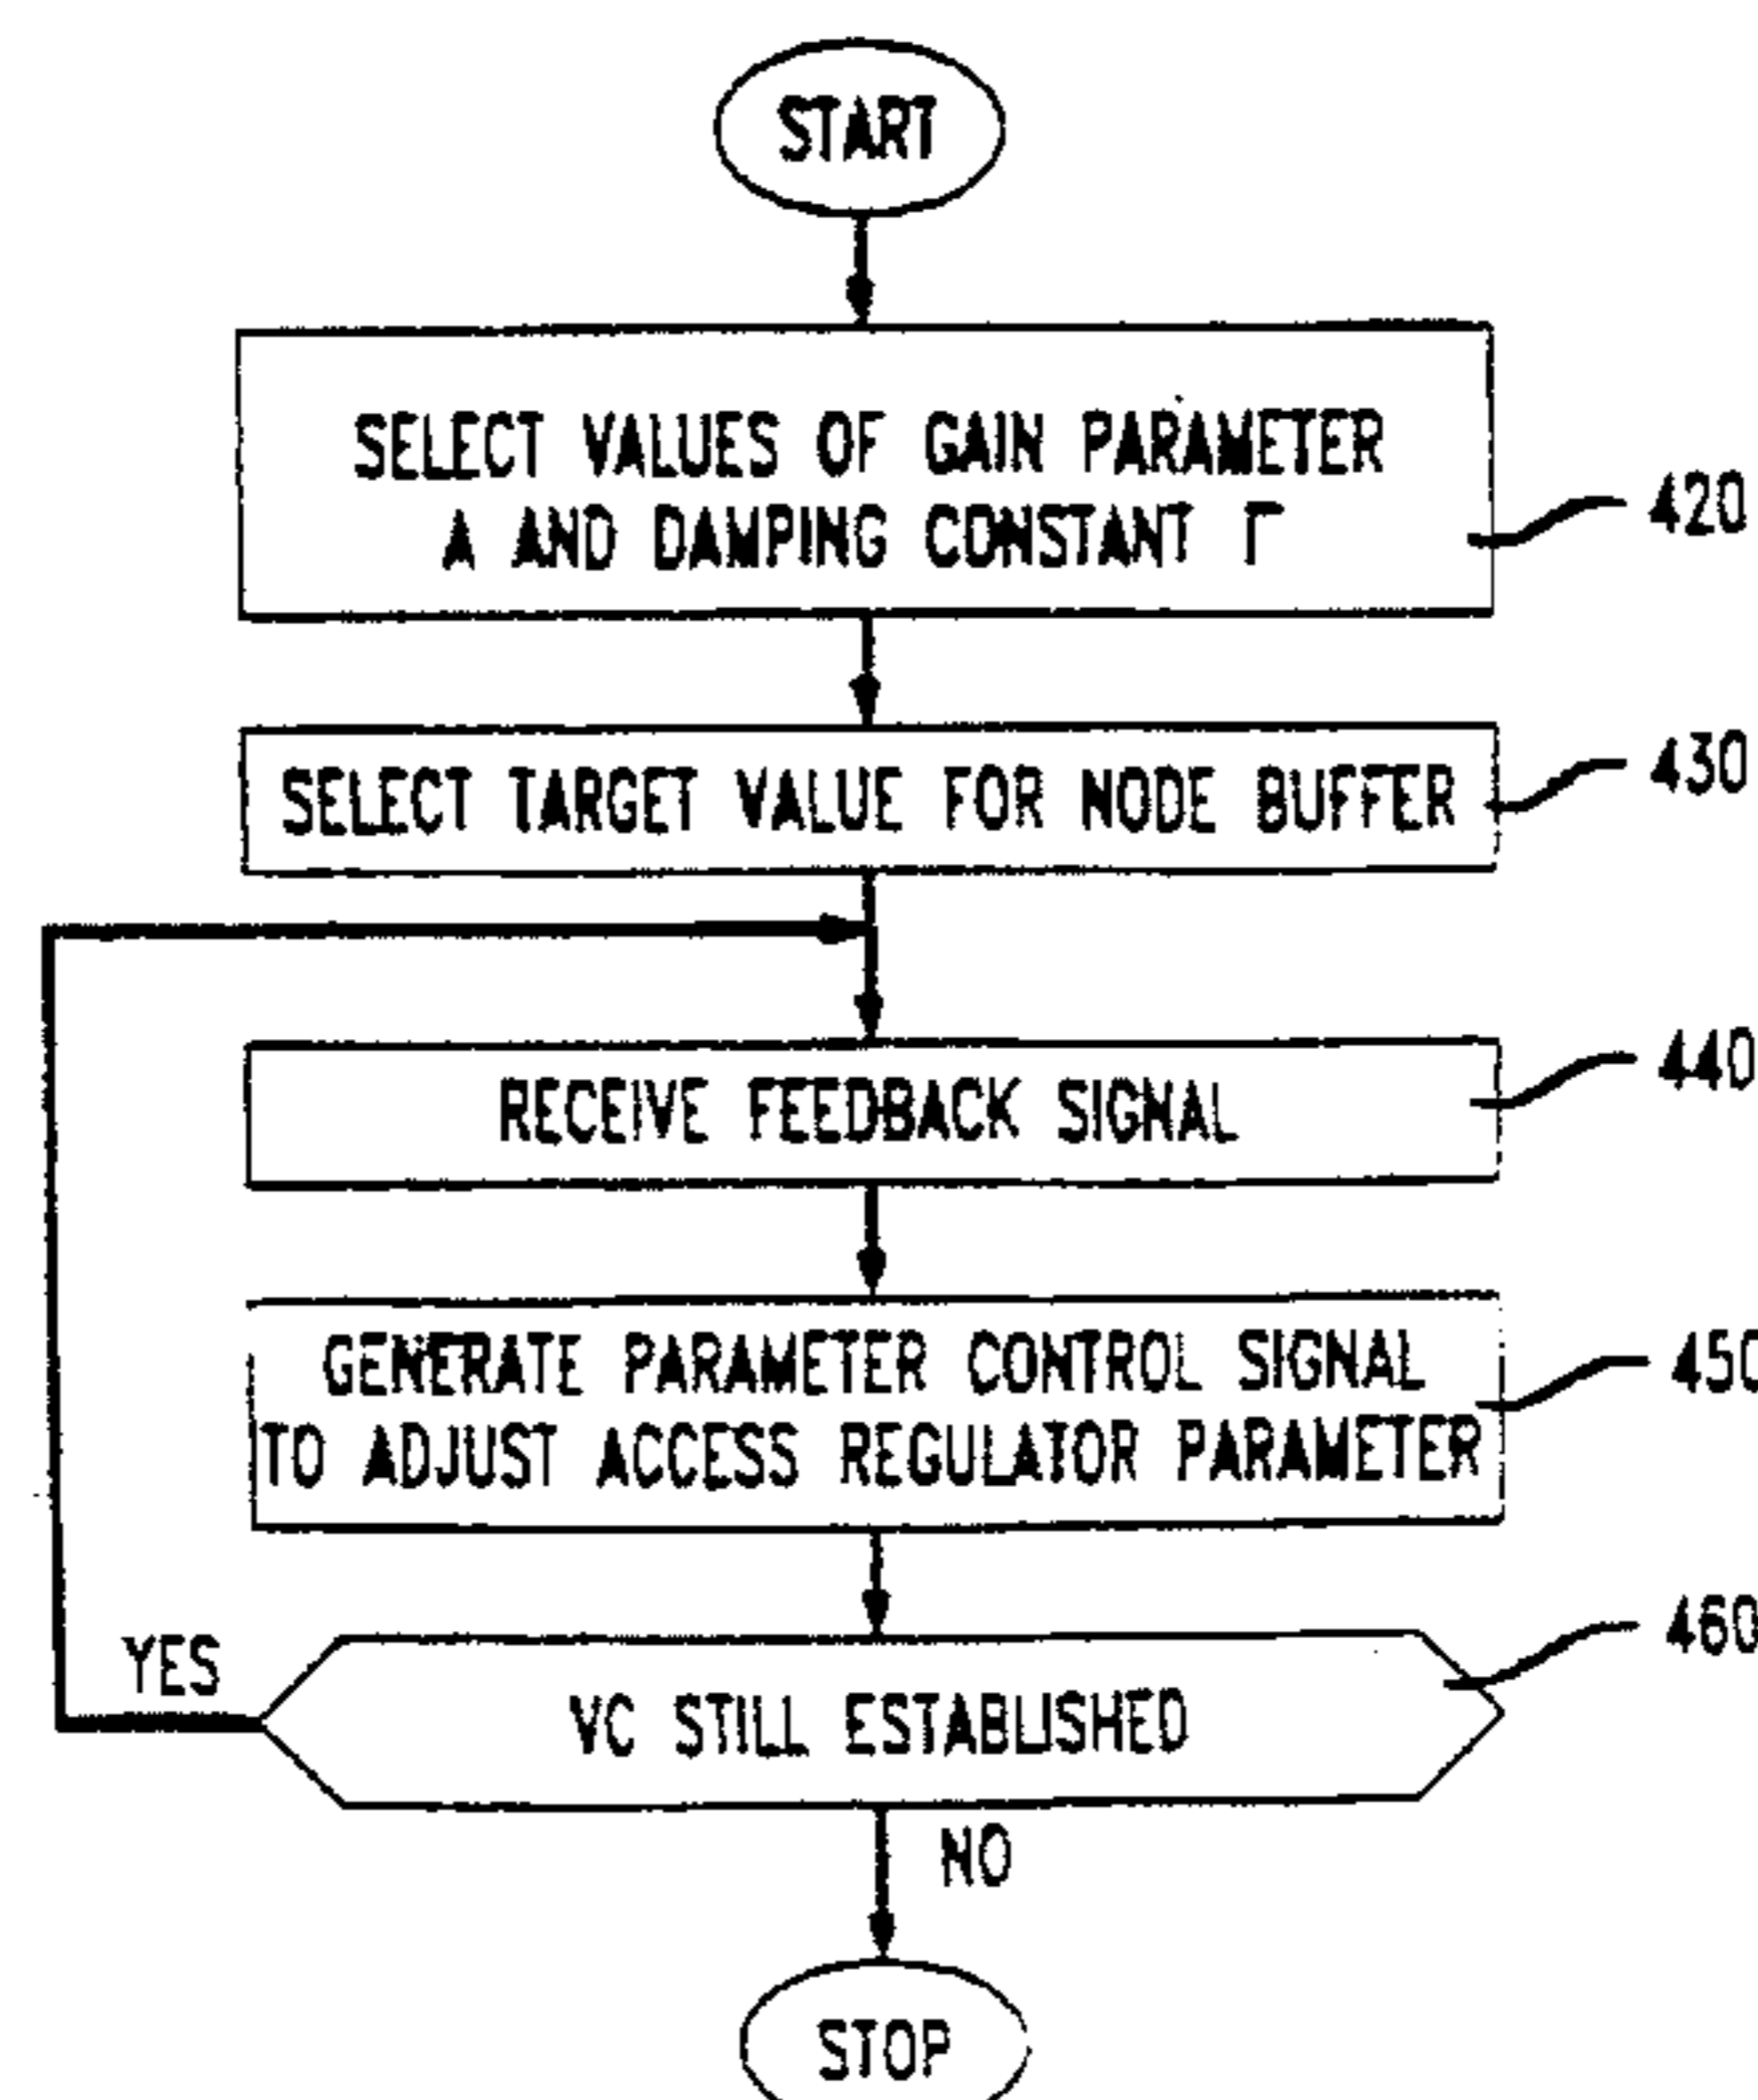 START
SELECT VALUES OF GAIN PARAMETER
A AND DAMPING CONSTANT Γ
420
SELECT TARGET VALUE FOR NODE BUFFER
430
RECEIVE FEEDBACK SIGNAL
440
GENERATE PARAMETER CONTROL SIGNAL
TO ADJUST ACCESS REGULATOR PARAMETER
450
460
YES
VC STILL ESTABLISHED
NO
STOP